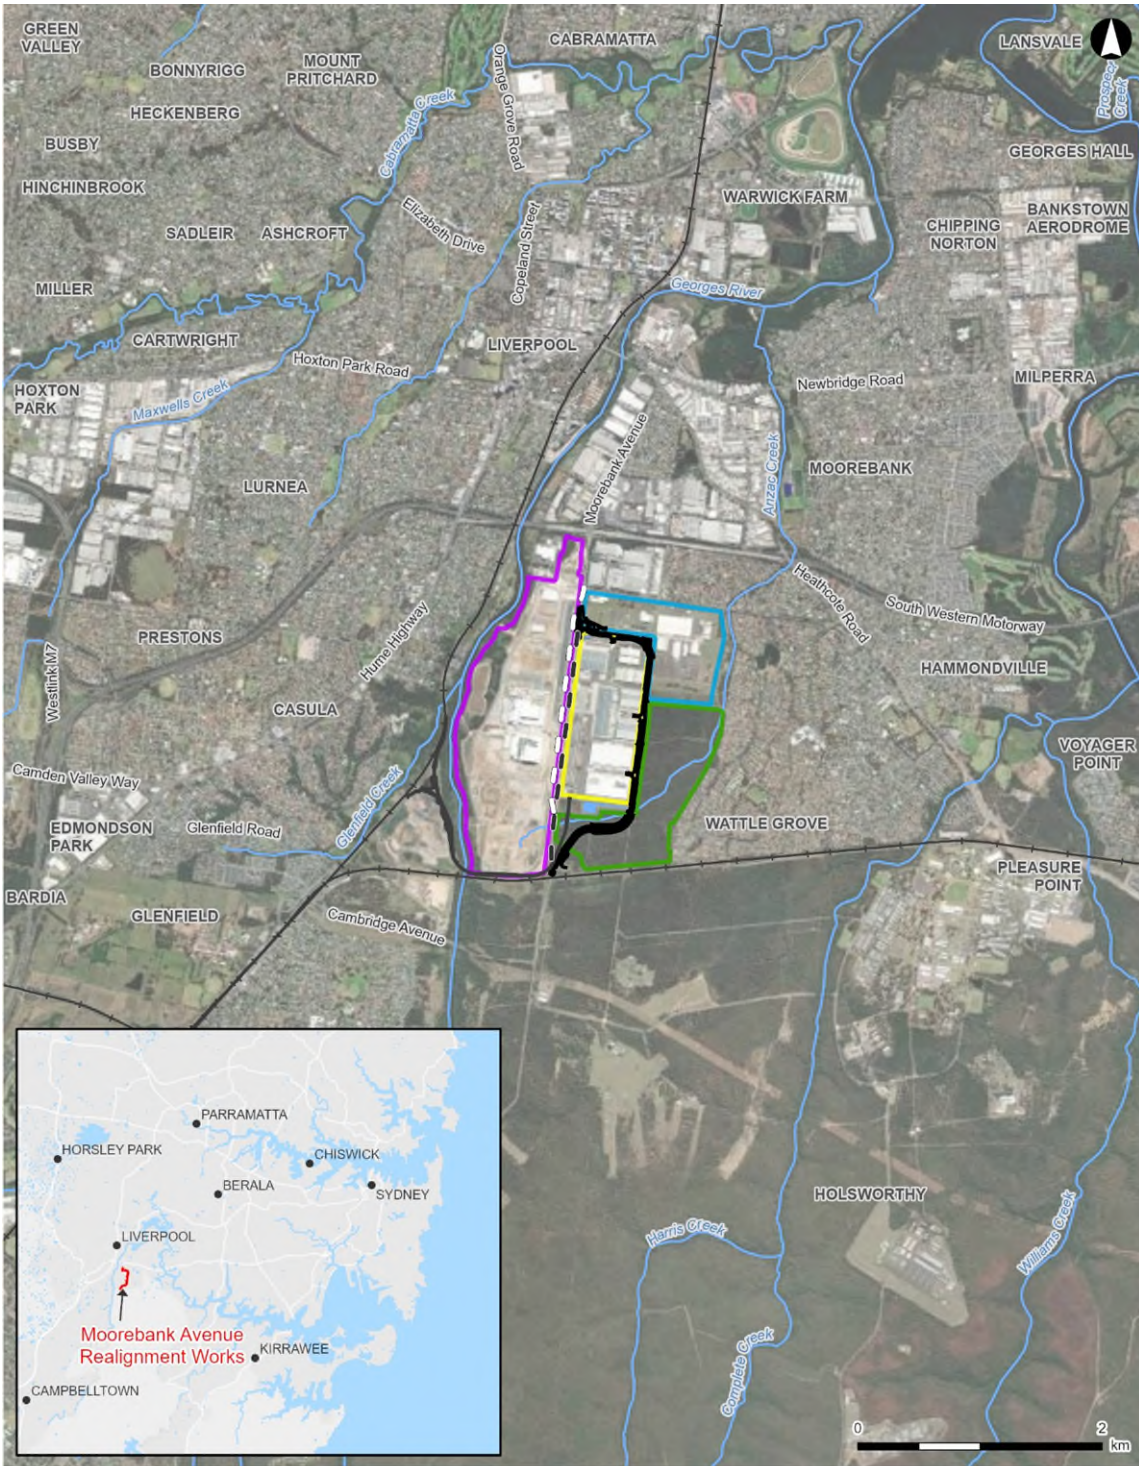 GREEN
VALLEY
CABRAMATTA
LANSVALE
BONNYRIGG
MOUNT
PRITCHARD
Orange Grove Road
Prospect
Creek
HECKENBERG
Cabramatta Creek
BUSBY
GEORGES HALL
HINCHINBROOK
WARWICK FARM
BANKSTOWN
AERODROME
CHIPPING
NORTON
SADLEIR
ASHCROFT
Elizabeth Drive
Copeland Street
MILLER
Georges River
CARTWRIGHT
LIVERPOOL
Hoxton Park Road
HOXTON
PARK
Maxwells Creek
Newbridge Road
MILPERRA
Moorebank Avenue
Anzac Creek
MOOREBANK
LURNEA
Heathcote Road
South Western Motorway
PRESTONS
Hume Highway
Westlink M7
HAMMONDVILLE
CASULA
VOYAGER
POINT
Camden Valley Way
Glenfield Creek
EDMONDSON
PARK
Glenfield Road
WATTLE GROVE
PLEASURE
POINT
BARDIA
GLENFIELD
Cambridge Avenue
HOLSWORTHY
Harris Creek
Williams Creek
Complete Creek
PARRAMATTA
HORSLEY PARK
CHISWICK
BERALA
SYDNEY
LIVERPOOL
Moorebank Avenue
Realignment Works
KIRRAWEE
CAMPBELLTOWN
0 2
km